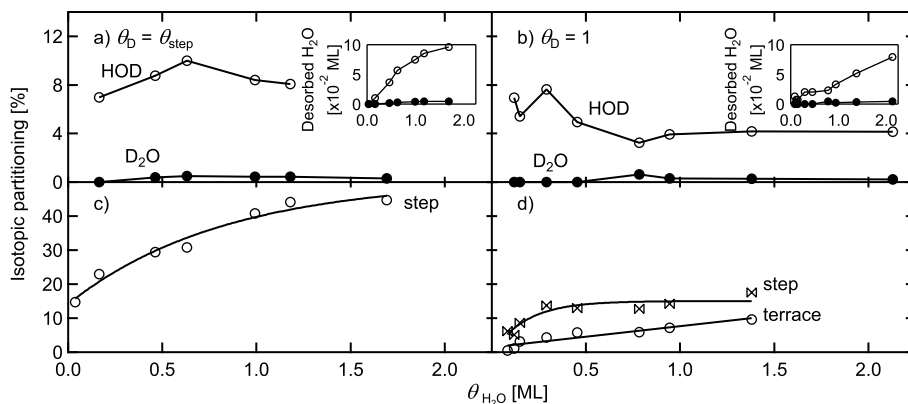 12
8
4
0
a) θD = θstep
HOD
D2O
Desorbed H2O
[x10-2 ML]
10
5
0
0.0 1.0 2.0
b) θD = 1
HOD
D2O
Desorbed H2O
[x10-2 ML]
10
5
0
0.0 1.0 2.0
Isotopic partitioning [%]
c)
step
40
30
20
10
0
d)
step
terrace
0.0 0.5 1.0 1.5 2.0
0.5 1.0 1.5 2.0
θH2O [ML]